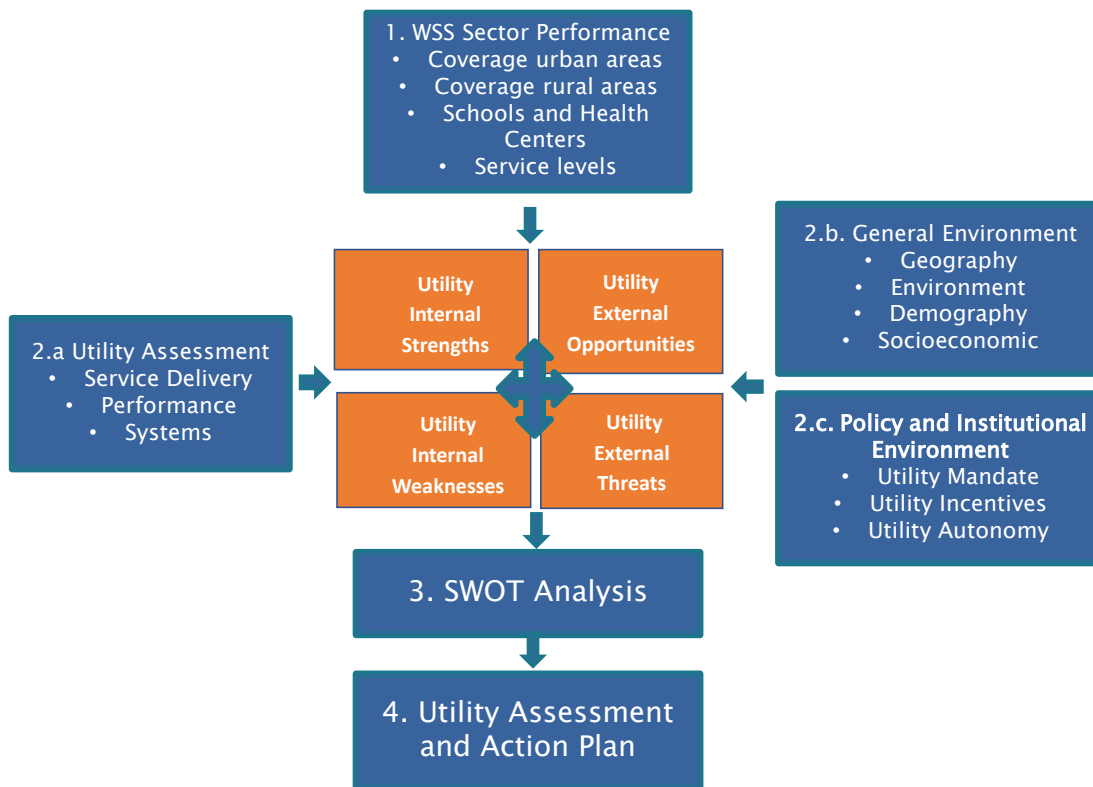 1. WSS Sector Performance
• Coverage urban areas
• Coverage rural areas
• Schools and Health
Centers
• Service levels
2.b. General Environment
• Geography
• Environment
• Demography
• Socioeconomic
Utility
Internal
Strengths
Utility
External
Opportunities
2.a Utility Assessment
• Service Delivery
• Performance
• Systems
Utility
Internal
Weaknesses
Utility
External
Threats
2.c. Policy and Institutional
Environment
• Utility Mandate
• Utility Incentives
• Utility Autonomy
3. SWOT Analysis
4. Utility Assessment
and Action Plan